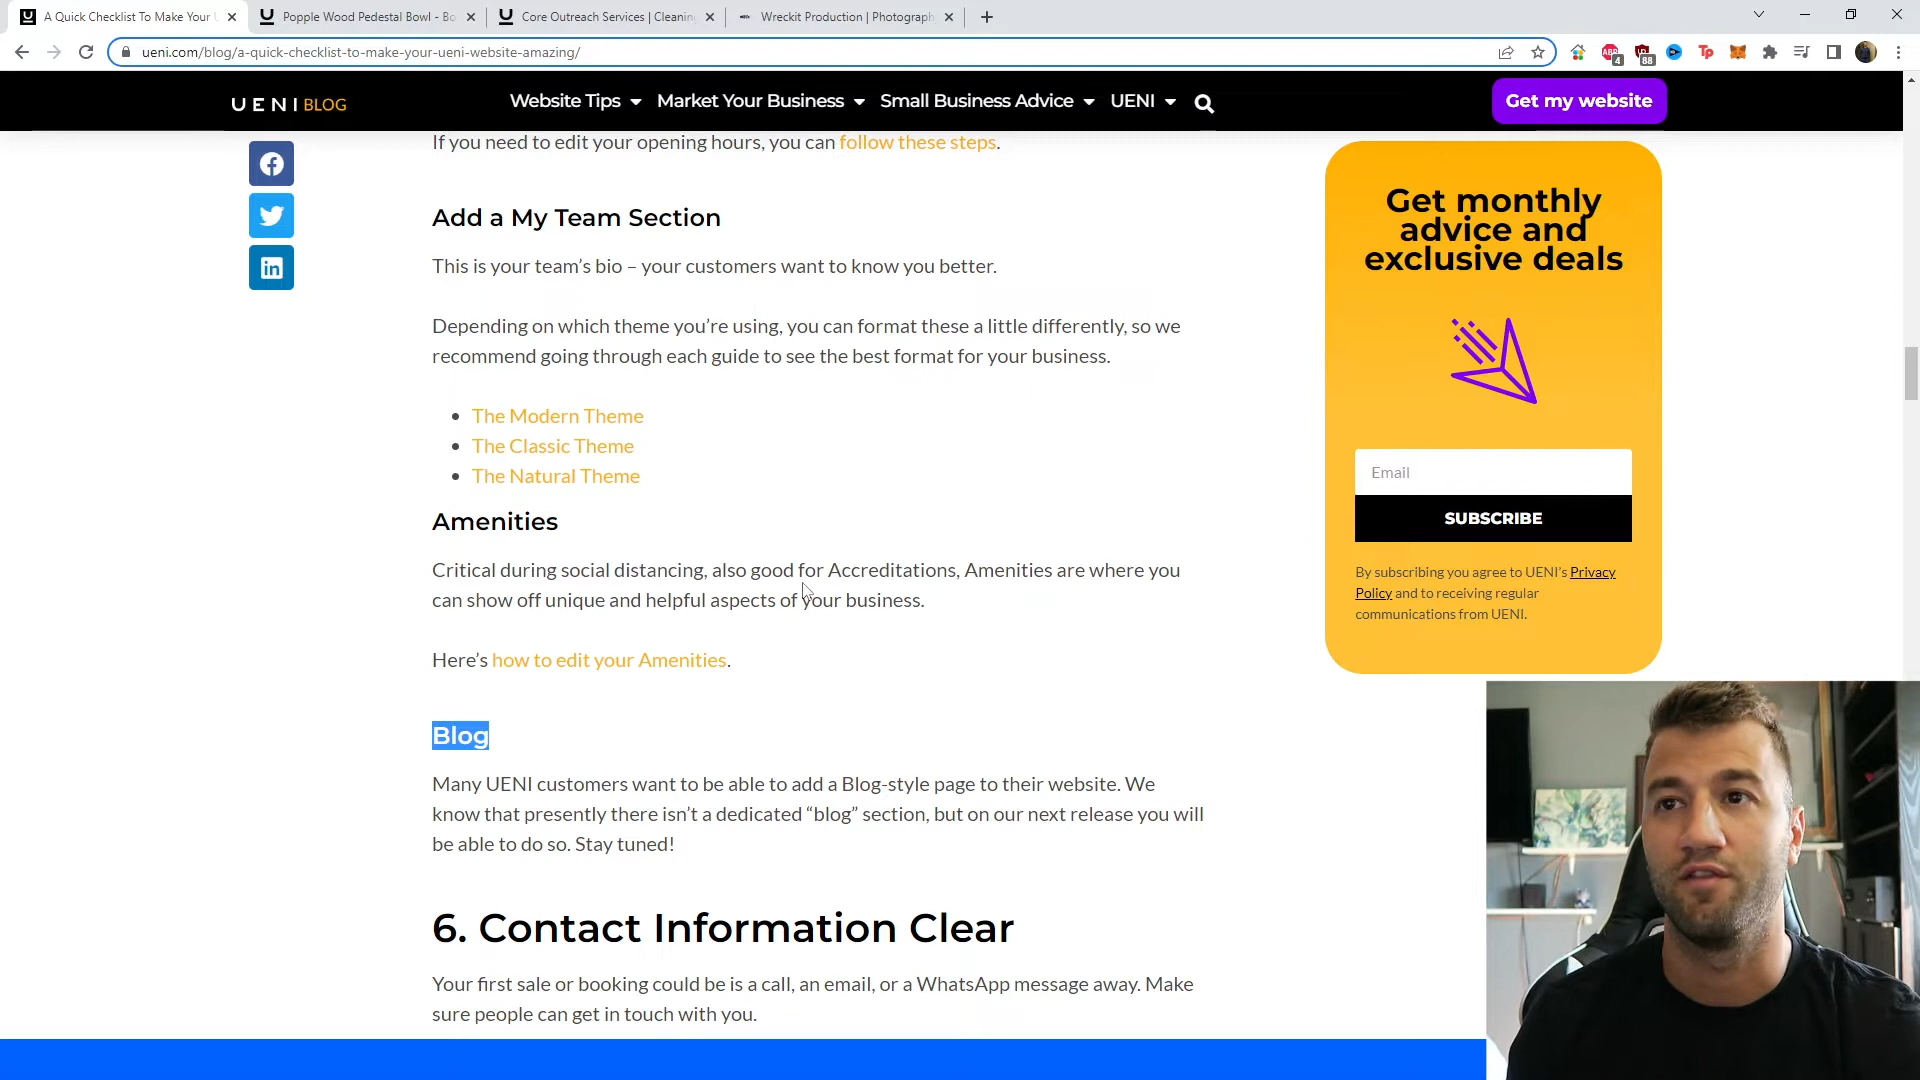 A Quick Checklist To Make Your U
Popple Wood Pedestal Bowl - Bo
Core Outreach Services | Cleanin
Wreckit Production | Photograph
ueni.com/blog/a-quick-checklist-to-make-your-ueni-website-amazing/
4
88
Tp
UENI BLOG
Website Tips
Market Your Business
Small Business Advice
UENI
Get my website
If you need to edit your opening hours, you can follow these steps.
Add a My Team Section
This is your team’s bio – your customers want to know you better.
Depending on which theme you’re using, you can format these a little differently, so we
recommend going through each guide to see the best format for your business.
• The Modern Theme
• The Classic Theme
• The Natural Theme
Amenities
Critical during social distancing, also good for Accreditations, Amenities are where you
can show off unique and helpful aspects of your business.
Here’s how to edit your Amenities.
Blog
Many UENI customers want to be able to add a Blog-style page to their website. We
know that presently there isn’t a dedicated “blog” section, but on our next release you will
be able to do so. Stay tuned!
6. Contact Information Clear
Your first sale or booking could be is a call, an email, or a WhatsApp message away. Make
sure people can get in touch with you.
Get monthly
advice and
exclusive deals
Email
SUBSCRIBE
By subscribing you agree to UENI’s Privacy
Policy and to receiving regular
communications from UENI.